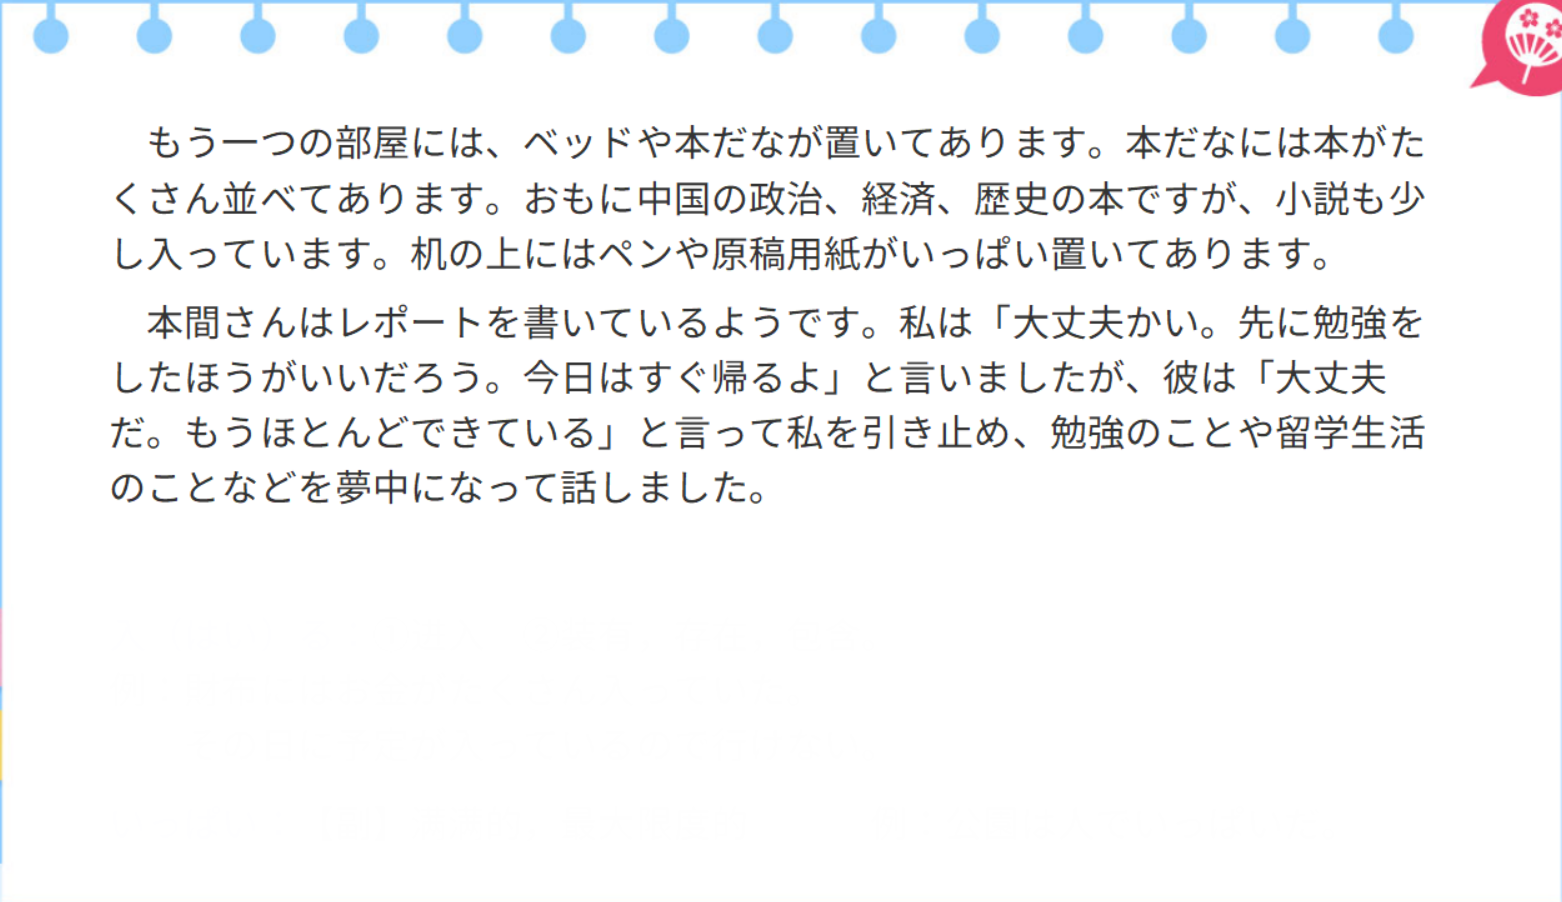 もう一つの部屋には、ベッドや本だなが置いてあります。本だなには本がた
くさん並べてあります。おもに中国の政治、経済、歴史の本ですが、小説も少
し入っています。机の上にはペンや原稿用紙がいっぱい置いてあります。
本間さんはレポートを書いているようです。私は「大丈夫かい。先に勉強を
したほうがいいだろう。今日はすぐ帰るよ」と言いましたが、彼は「大丈夫
だ。もうほとんどできている」と言って私を引き止め、勉強のことや留学生活
のことなどを夢中になって話しました。